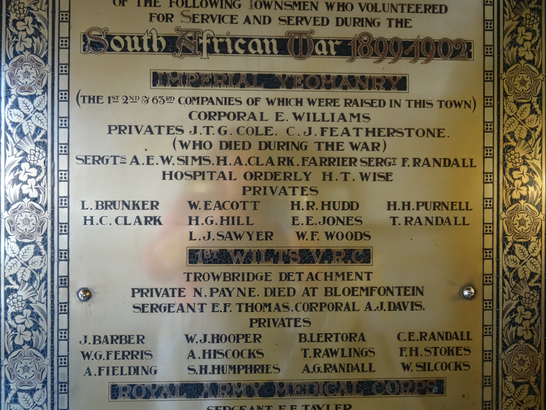 OF THE FOLLOWING TOWNSMEN WHO VOLUNTEERED
FOR SERVICE AND SERVED DURING THE
South African War 1899-1902
IMPERIAL YEOMANRY
(THE 1ST 2ND & 63RD COMPANIES OF WHICH WERE RAISED IN THIS TOWN)
CORPORAL E. WILLIAMS
PRIVATES J.T.G. COLE. C.J. FEATHERSTONE.
(WHO DIED DURING THE WAR)
SERGTS A.E.W. SIMS. H.A. CLARK. FARRIER SERGT F. RANDALL
HOSPITAL ORDERLY H.T. WISE
PRIVATES
L. BRUNKER W. EACOTT H.R. HUDD H.H. PURNELL
H.C. CLARK H.G. HILL E.E. JONES T. RANDALL
L.J. SAWYER W.F. WOODS
1ST WILTS V.R.C.
TROWBRIDGE DETACHMENT
PRIVATE N. PAYNE. DIED AT BLOEMFONTEIN
SERGEANT E.F. THOMAS. CORPORAL A.J. DAVIS.
PRIVATES
J. BARBER W.J. HOOPER B. LERTORA C.E. RANDALL
W.G. FERRIS A. HISCOCKS T. RAWLINGS F.H. STOKES
A. FIELDING S.H. HUMPHRIES A.G. RANDALL W. SILCOCKS
ROYAL ARMY MEDICAL CORPS
SERGEANT F.F. TAYLER